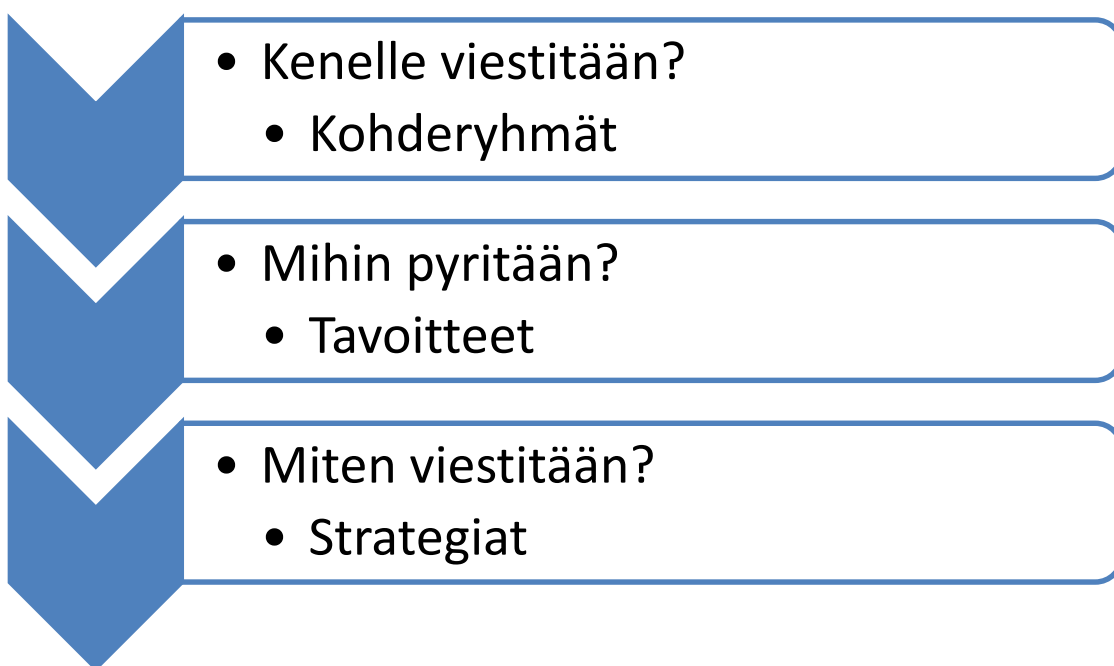 • Kenelle viestitään?
• Kohderyhmät
• Mihin pyritään?
• Tavoitteet
• Miten viestitään?
• Strategiat